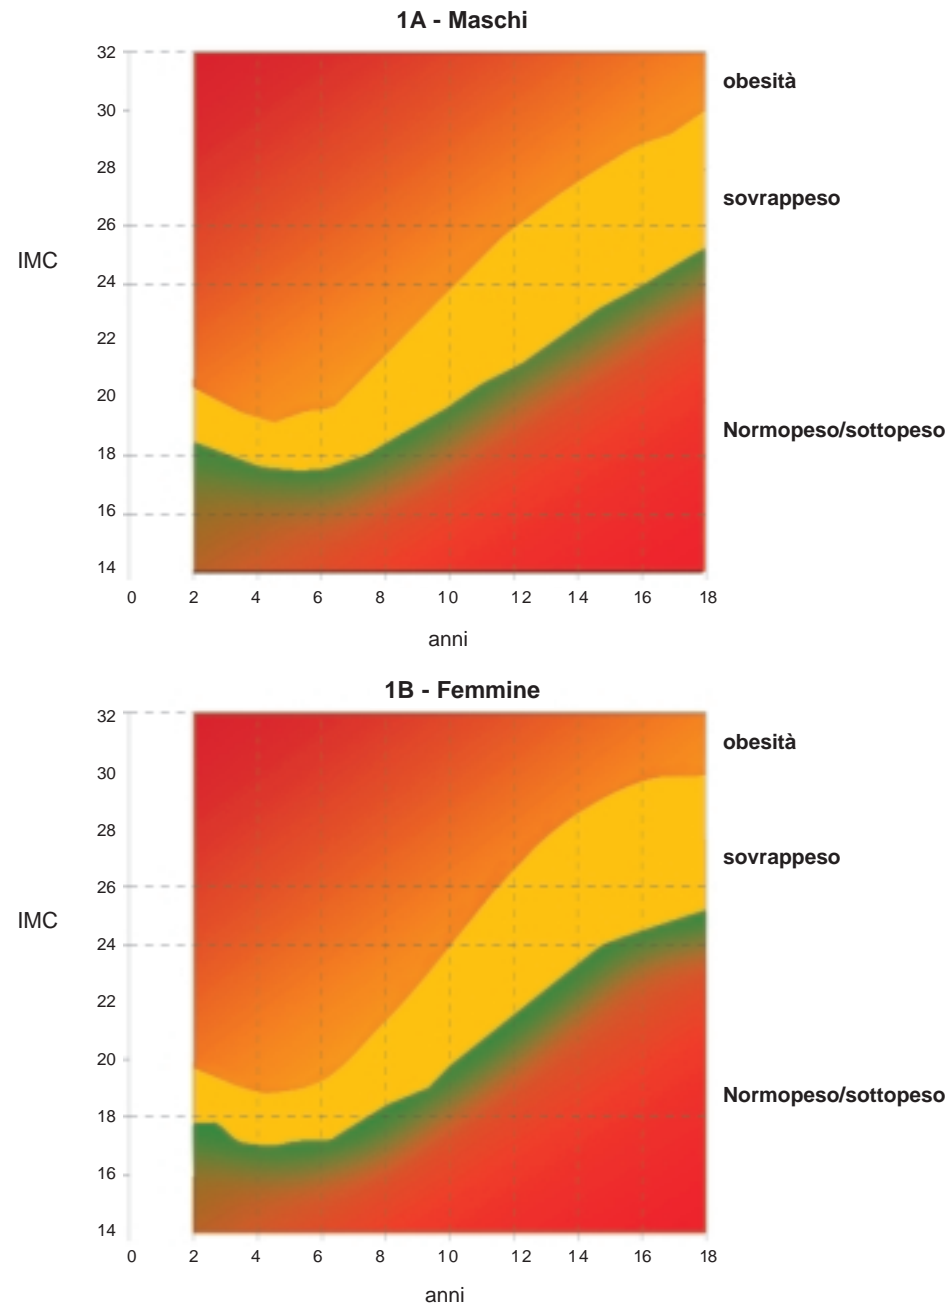 1A - Maschi
32
obesità
30
28
sovrappeso
26
IMC
24
22
20
Normopeso/sottopeso
18
16
14
0 2 4 6 8 10 12 14 16 18
anni
1B - Femmine
32
obesità
30
28
sovrappeso
26
IMC
24
22
20
Normopeso/sottopeso
18
16
14
0 2 4 6 8 10 12 14 16 18
anni